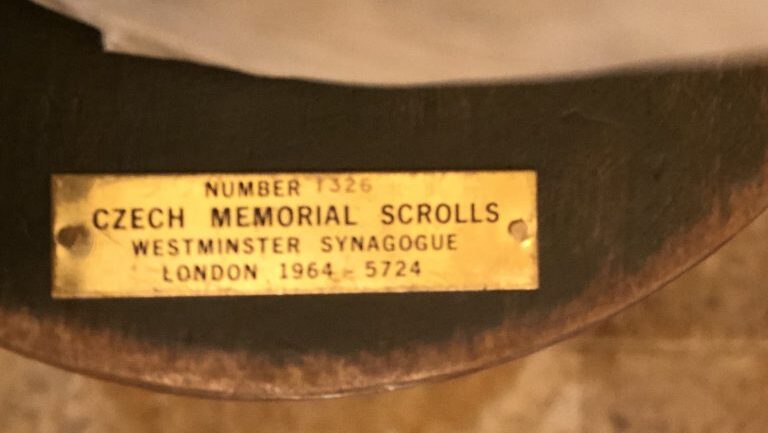 NUMBER 1326
CZECH MEMORIAL SCROLLS
WESTMINSTER SYNAGOGUE
LONDON 1964 - 5724